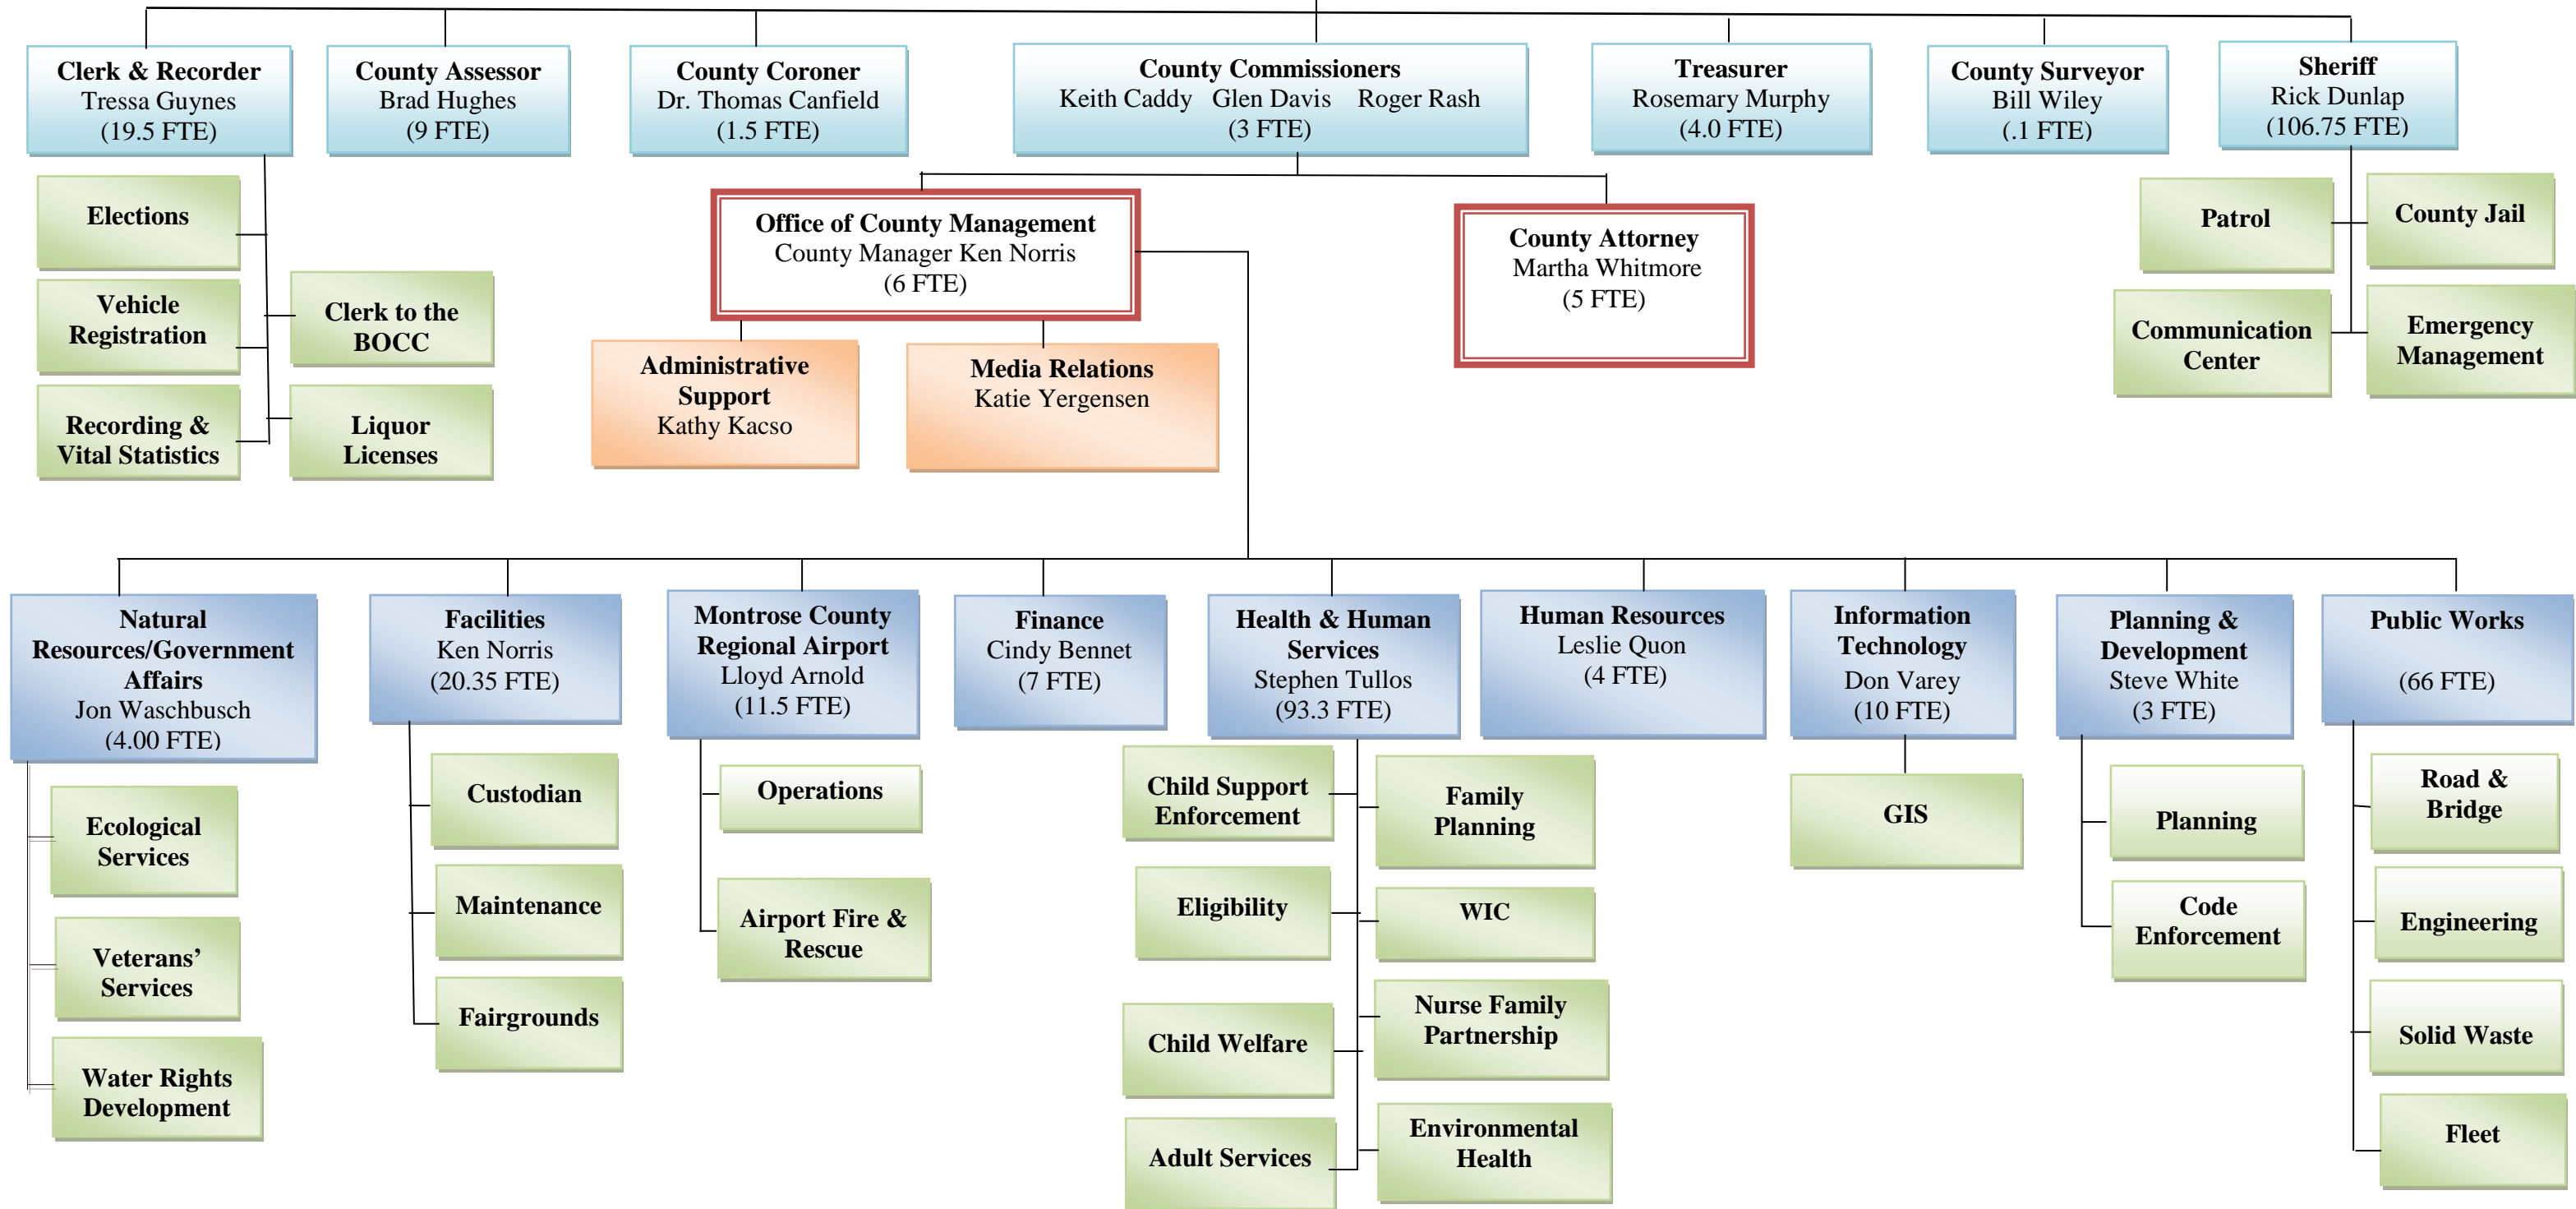 Clerk & Recorder
Tressa Guynes
(19.5 FTE)
County Assessor
Brad Hughes
(9 FTE)
County Coroner
Dr. Thomas Canfield
(1.5 FTE)
County Commissioners
Keith Caddy Glen Davis Roger Rash
(3 FTE)
Treasurer
Rosemary Murphy
(4.0 FTE)
County Surveyor
Bill Wiley
(.1 FTE)
Sheriff
Rick Dunlap
(106.75 FTE)
Elections
Vehicle
Registration
Recording &
Vital Statistics
Clerk to the
BOCC
Liquor
Licenses
Office of County Management
County Manager Ken Norris
(6 FTE)
County Attorney
Martha Whitmore
(5 FTE)
Administrative
Support
Kathy Kacso
Media Relations
Katie Yergensen
Patrol
County Jail
Communication
Center
Emergency
Management
Natural
Resources/Government
Affairs
Jon Waschbusch
(4.00 FTE)
Facilities
Ken Norris
(20.35 FTE)
Montrose County
Regional Airport
Lloyd Arnold
(11.5 FTE)
Finance
Cindy Bennet
(7 FTE)
Health & Human
Services
Stephen Tullos
(93.3 FTE)
Human Resources
Leslie Quon
(4 FTE)
Information
Technology
Don Varey
(10 FTE)
Planning &
Development
Steve White
(3 FTE)
Public Works
(66 FTE)
Ecological
Services
Veterans’
Services
Water Rights
Development
Custodian
Maintenance
Fairgrounds
Operations
Airport Fire &
Rescue
Child Support
Enforcement
Eligibility
Child Welfare
Adult Services
Family
Planning
WIC
Nurse Family
Partnership
Environmental
Health
GIS
Planning
Code
Enforcement
Road &
Bridge
Engineering
Solid Waste
Fleet